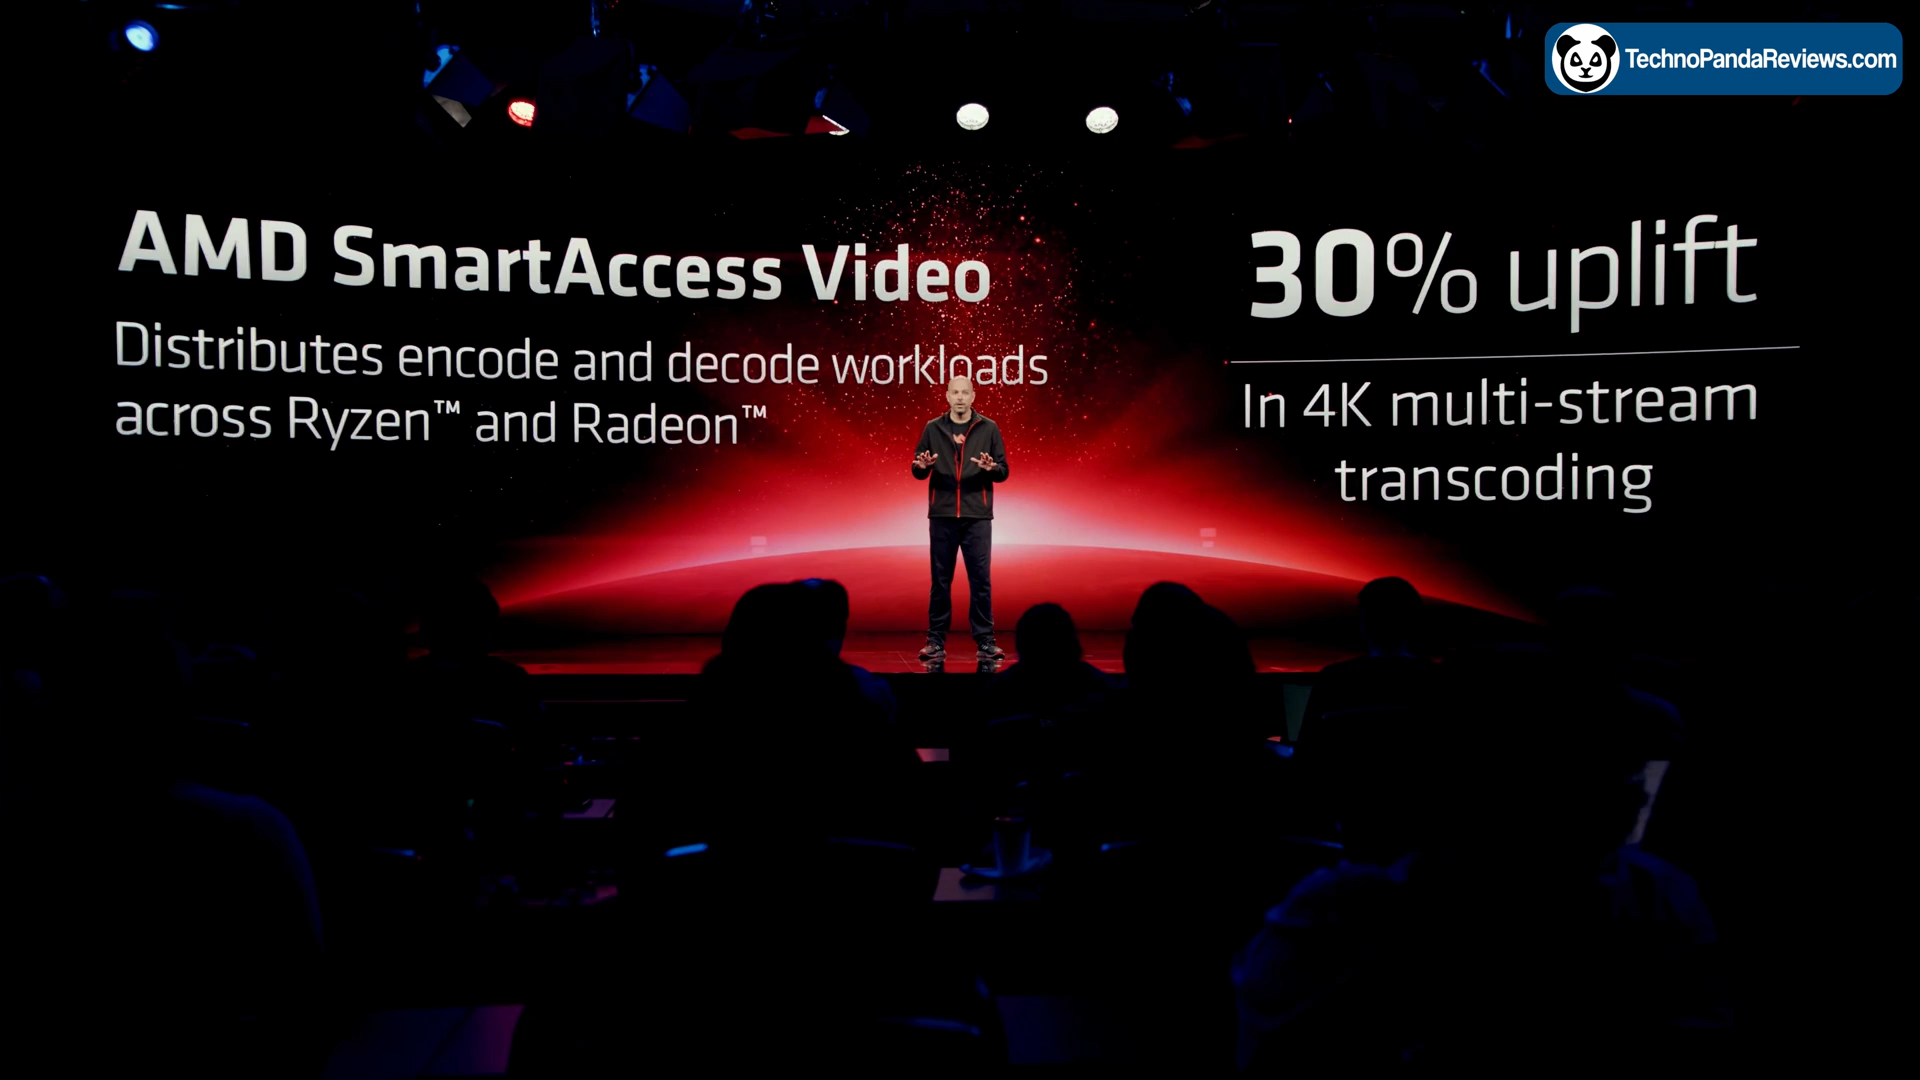 TechnoPandaReviews.com
AMD SmartAccess Video
Distributes encode and decode workloads
across Ryzen™ and Radeon™
30% uplift
In 4K multi-stream
transcoding